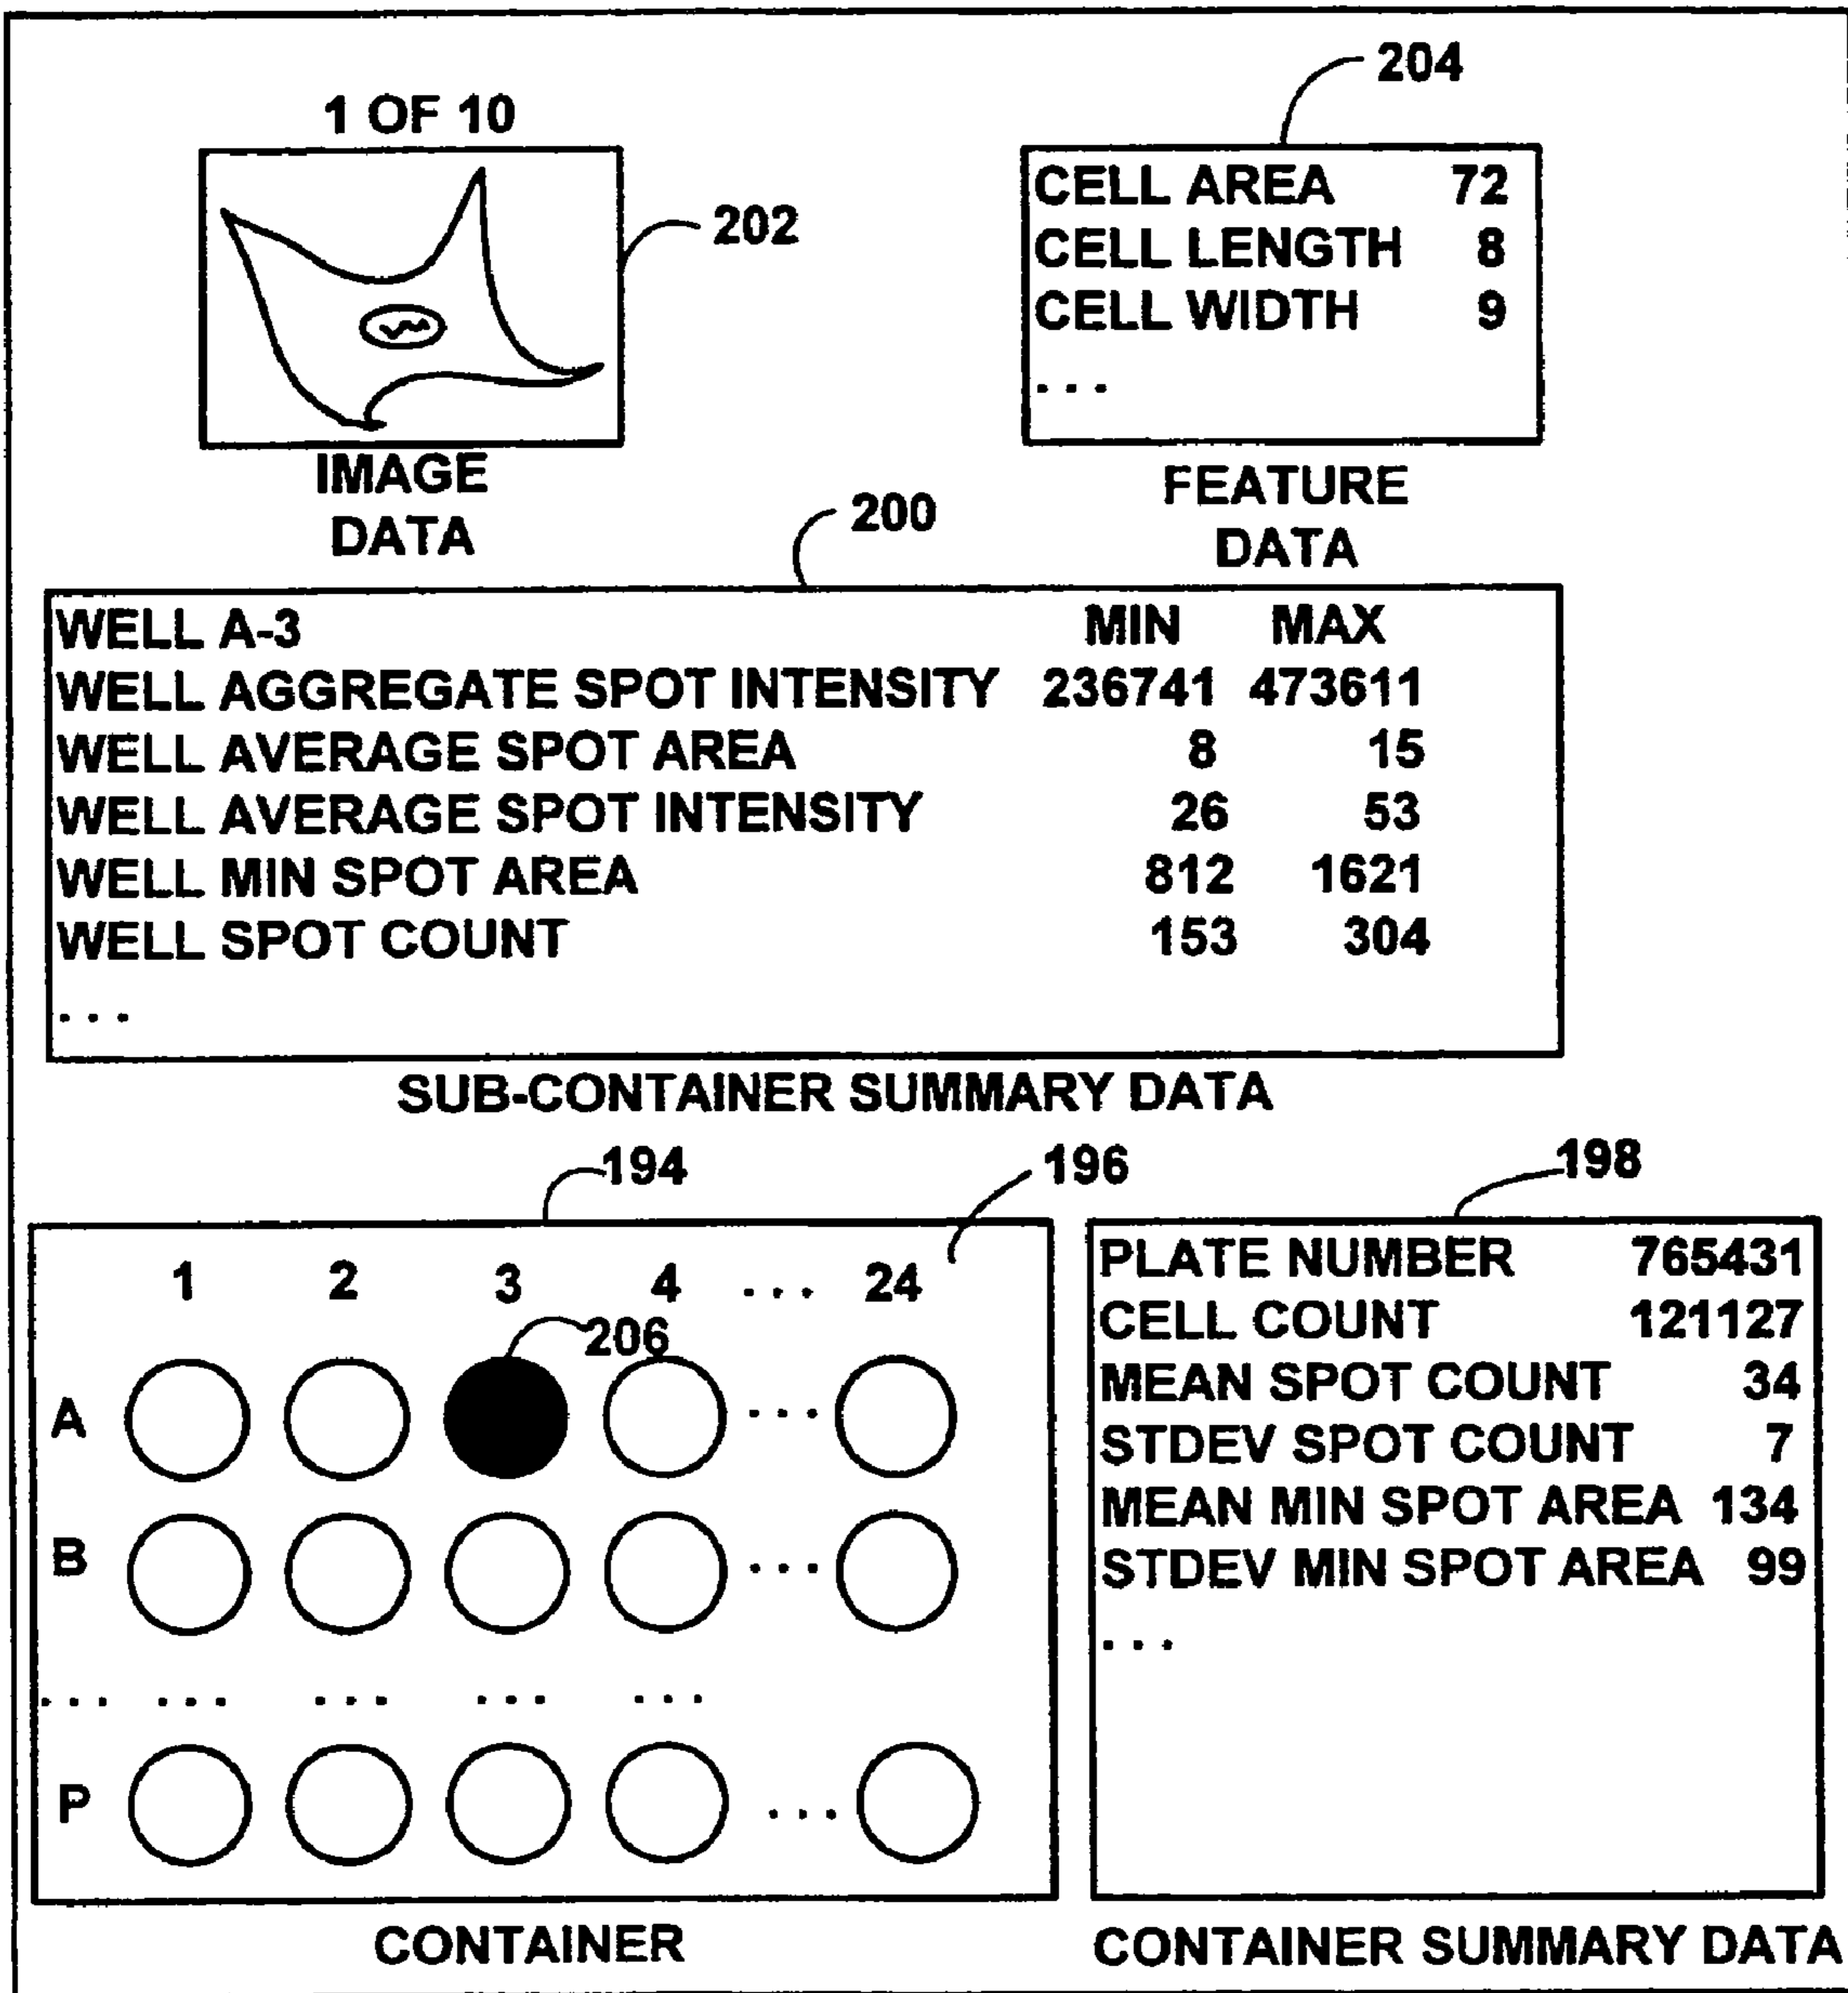 204
1 OF 10
202
CELL AREA 72
CELL LENGTH 8
CELL WIDTH 9
...
IMAGE
DATA
FEATURE
DATA
200
WELL A-3 MIN MAX
WELL AGGREGATE SPOT INTENSITY 236741 473611
WELL AVERAGE SPOT AREA 8 15
WELL AVERAGE SPOT INTENSITY 26 53
WELL MIN SPOT AREA 812 1621
WELL SPOT COUNT 153 304
...
SUB-CONTAINER SUMMARY DATA
194
196
198
1 2 3 4 ... 24
206
A ...
B ...
... ... ... ... ...
P ...
CONTAINER
PLATE NUMBER 765431
CELL COUNT 121127
MEAN SPOT COUNT 34
STDEV SPOT COUNT 7
MEAN MIN SPOT AREA 134
STDEV MIN SPOT AREA 99
...
CONTAINER SUMMARY DATA